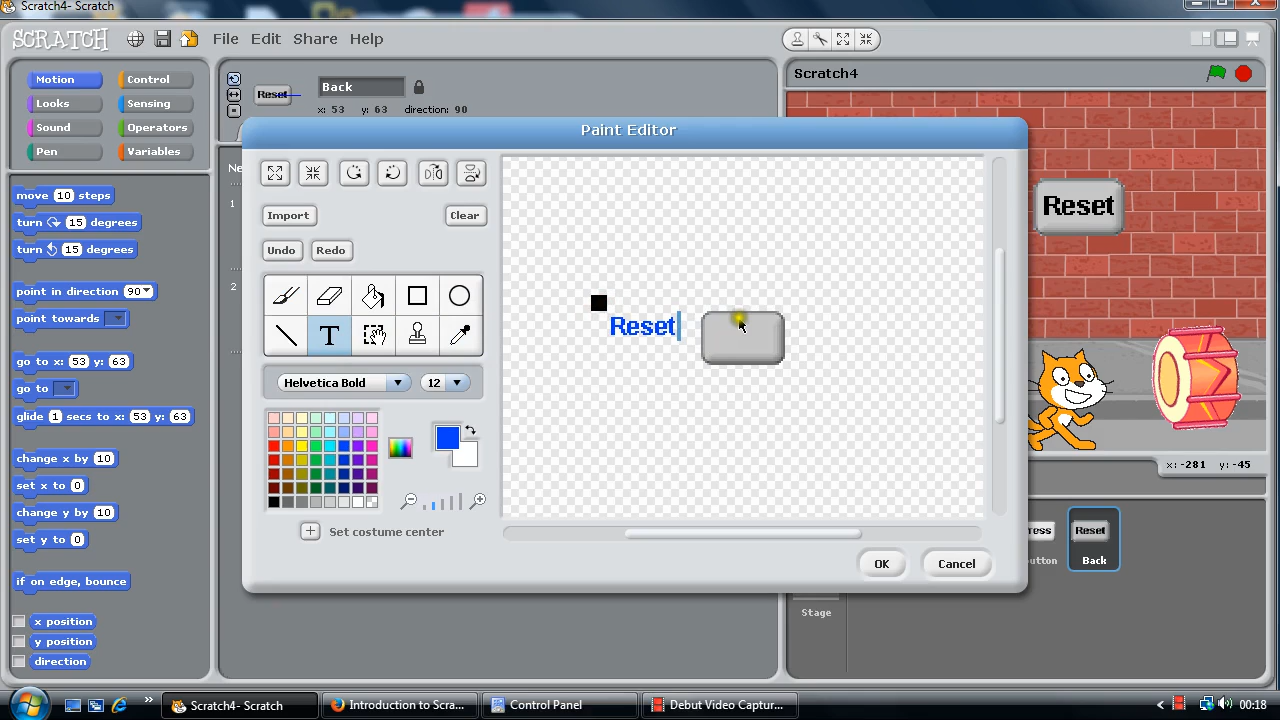 Scratch4- Scratch
SCRATCH File Edit Share Help
Motion Control
Looks Sensing
Sound Operators
Pen Variables
Reset
Back
x: 53 y: 63 direction: 90
Scratch4
Paint Editor
Import Clear
Undo Redo
Helvetica Bold 12
Set costume center
Reset
OK Cancel
1
2
move 10 steps
turn 15 degrees
turn 15 degrees
point in direction 90
point towards
go to x: 53 y: 63
go to
glide 1 secs to x: 53 y: 63
change x by 10
set x to 0
change y by 10
set y to 0
if on edge, bounce
x position
y position
direction
Reset
x: -281 y: -45
ress
utton
Reset
Back
Stage
Scratch4- Scratch
Introduction to Scra...
Control Panel
Debut Video Captur...
00:18